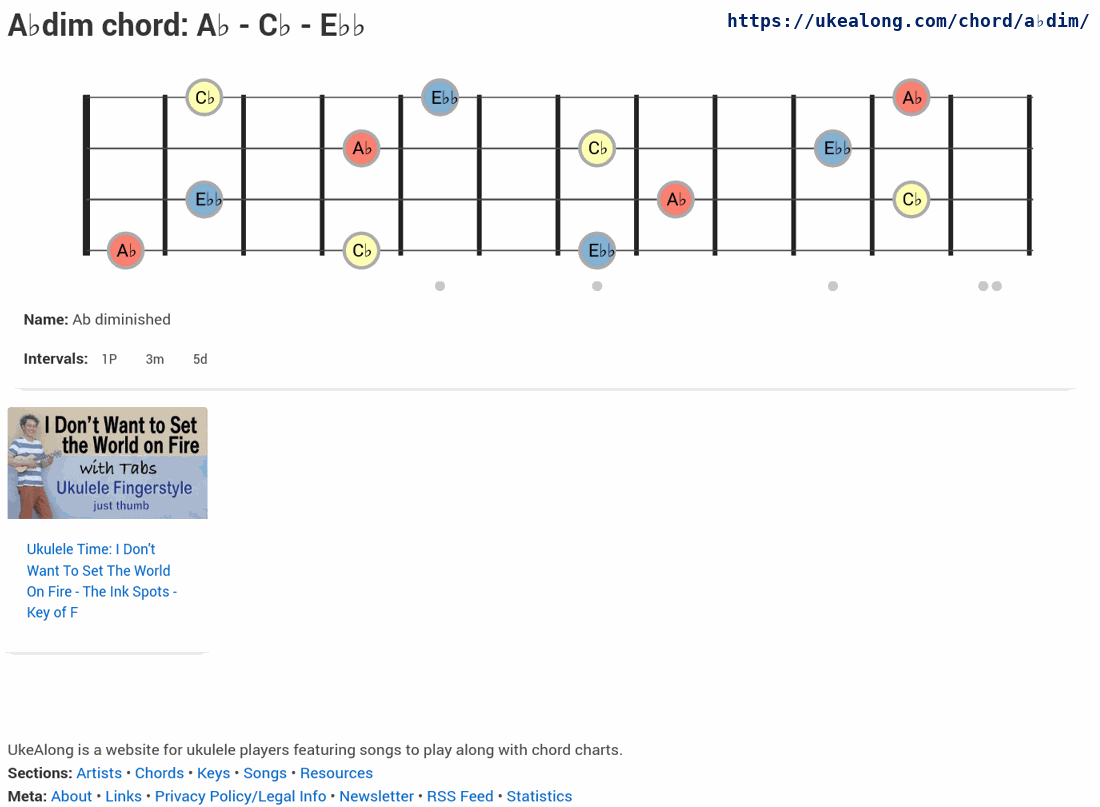 A♭dim chord: A♭ - C♭ - E♭♭
https://ukealong.com/chord/a♭dim/
C♭ E♭♭ A♭
A♭ C♭ E♭♭
E♭♭ A♭ C♭
A♭ C♭ E♭♭
Name: Ab diminished
Intervals: 1P 3m 5d
I Don't Want to Set
the World on Fire
with Tabs
Ukulele Fingerstyle
just thumb
Ukulele Time: I Don't
Want To Set The World
On Fire - The Ink Spots -
Key of F
UkeAlong is a website for ukulele players featuring songs to play along with chord charts.
Sections: Artists • Chords • Keys • Songs • Resources
Meta: About • Links • Privacy Policy/Legal Info • Newsletter • RSS Feed • Statistics